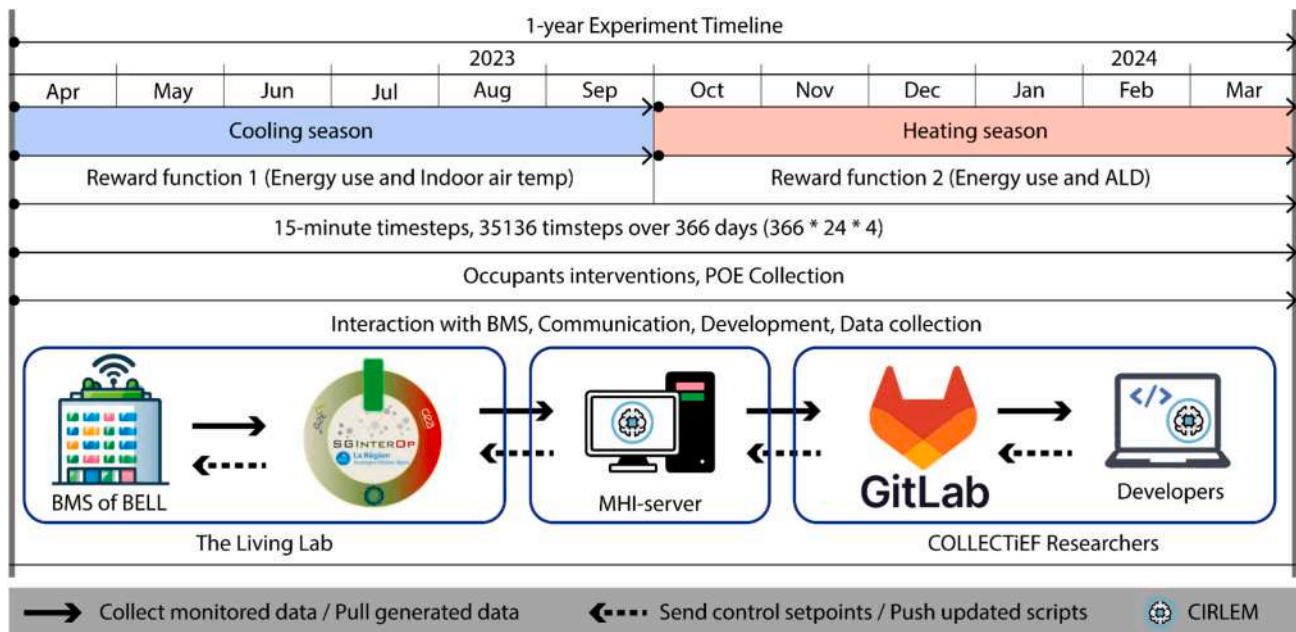 1-year Experiment Timeline
2023 2024
Apr May Jun Jul Aug Sep Oct Nov Dec Jan Feb Mar
Cooling season Heating season
Reward function 1 (Energy use and Indoor air temp) Reward function 2 (Energy use and ALD)
15-minute timesteps, 35136 timsteps over 366 days (366 * 24 * 4)
Occupants interventions, POE Collection
Interaction with BMS, Communication, Development, Data collection
SGINTEROP
La Région
</>
GitLab
BMS of BELL MHI-server Developers
The Living Lab COLLECTiEF Researchers
Collect monitored data / Pull generated data Send control setpoints / Push updated scripts CIRLEM